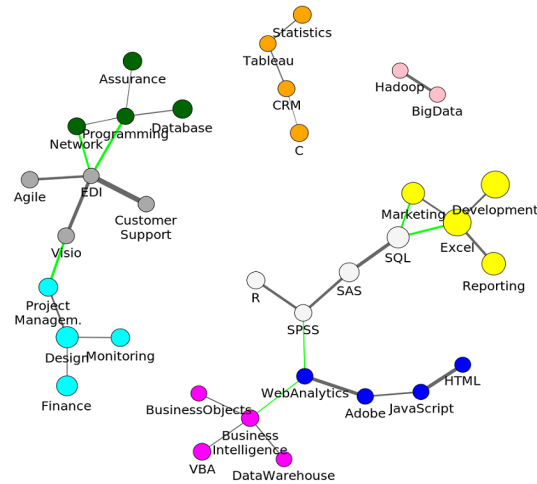 Statistics
Tableau
Hadoop
Assurance
CRM
BigData
Network
Programming
Database
C
Agile
EDI
Customer
Support
Marketing
Development
Visio
SQL
Excel
Reporting
R
SAS
Project
Managem.
SPSS
Design
Monitoring
WebAnalytics
HTML
Finance
BusinessObjects
Adobe
JavaScript
Business
Intelligence
VBA
DataWarehouse